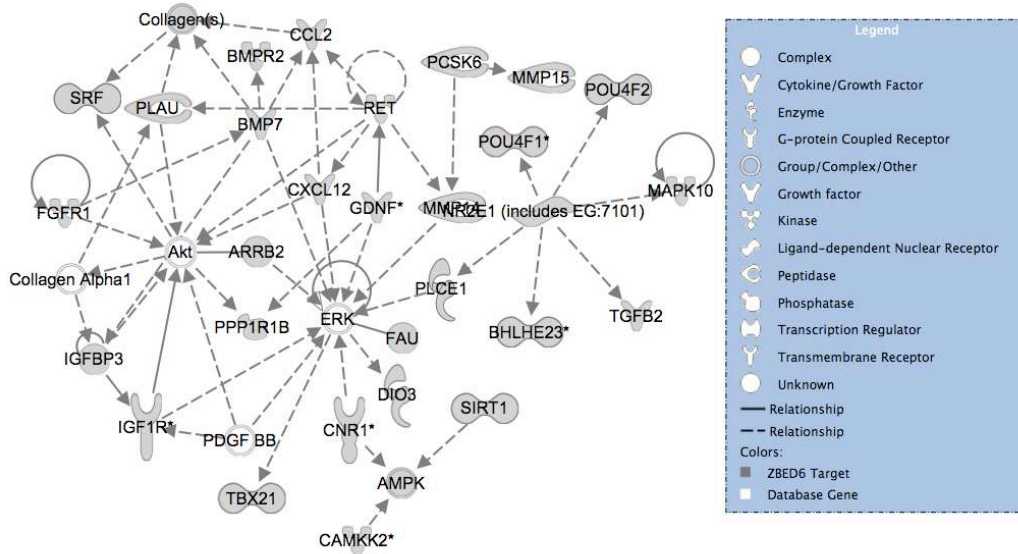 Collagen(s)
CCL2
BMPR2
PCSK6
MMP15
SRF
PLAU
RET
POU4F2
BMP7
POU4F1*
CXCL12
MAPK10
FGFR1
GDNF*
MMP14
NR2E1 (includes EG:7101)
Akt
ARRB2
Collagen Alpha1
PLCE1
PPP1R1B
ERK
TGFB2
FAU
BHLHE23*
IGFBP3
DIO3
SIRT1
IGF1R*
PDGF BB
CNR1*
AMPK
TBX21
CAMKK2*
Legend
Complex
Cytokine/Growth Factor
Enzyme
G-protein Coupled Receptor
Group/Complex/Other
Growth factor
Kinase
Ligand-dependent Nuclear Receptor
Peptidase
Phosphatase
Transcription Regulator
Transmembrane Receptor
Unknown
Relationship
Relationship
Colors:
ZBED6 Target
Database Gene